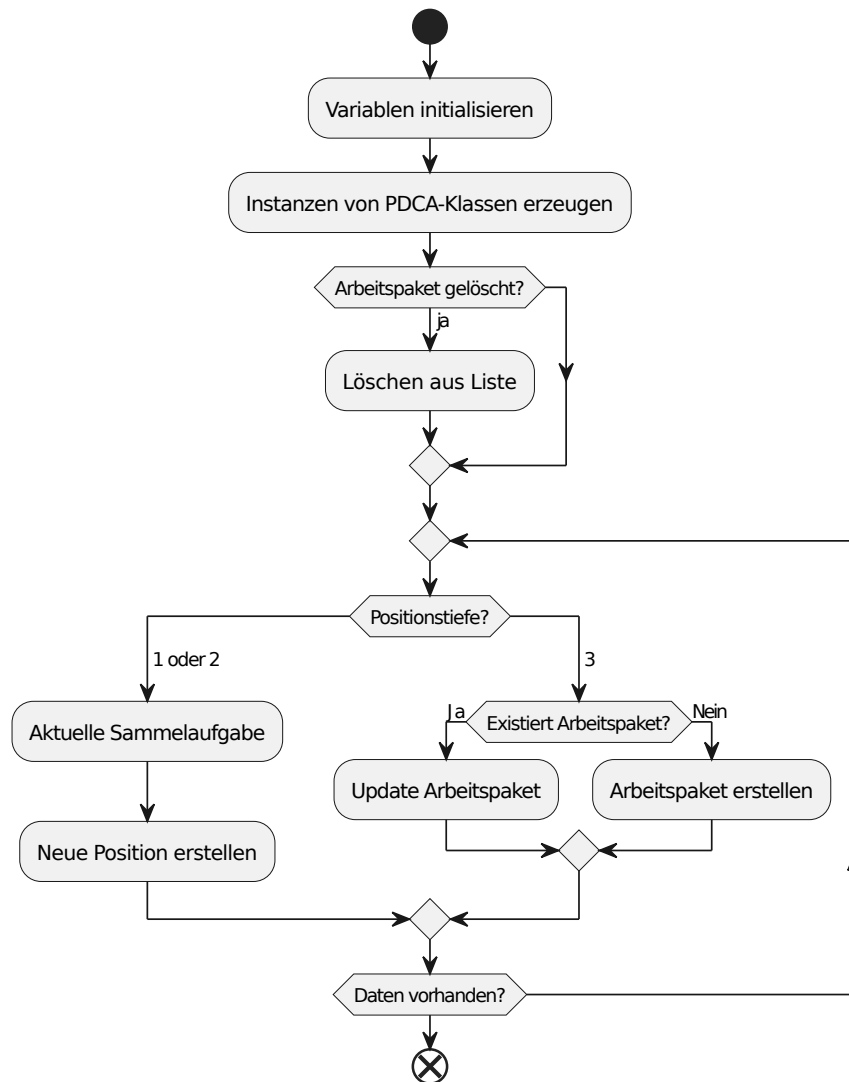 Variablen initialisieren
Instanzen von PDCA-Klassen erzeugen
Arbeitspaket gelöscht?
ja
Löschen aus Liste
Positionstiefe?
1 oder 2
3
Aktuelle Sammelaufgabe
Ja
Existiert Arbeitspaket?
Nein
Update Arbeitspaket
Arbeitspaket erstellen
Neue Position erstellen
Daten vorhanden?